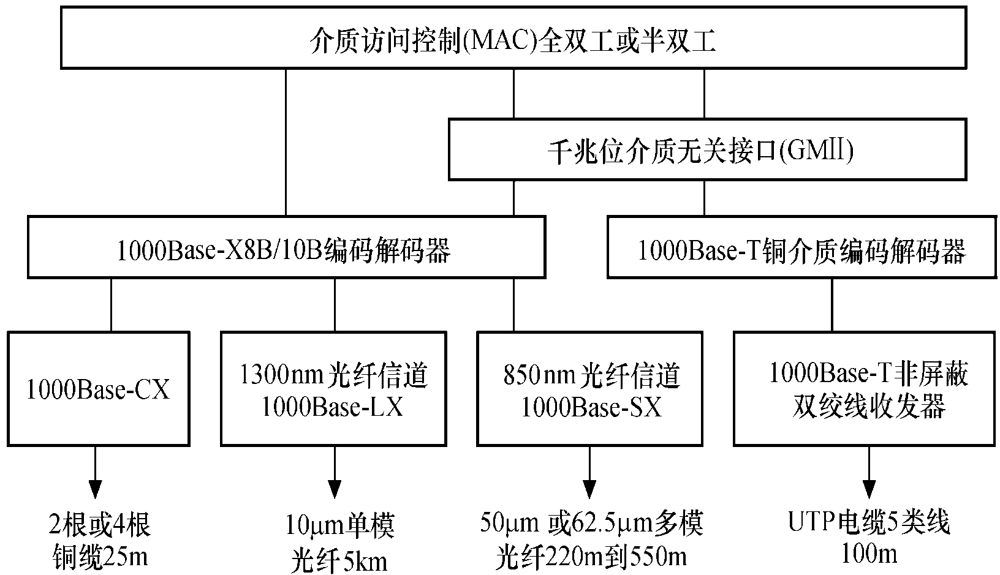 介质访问控制(MAC)全双工或半双工
千兆位介质无关接口(GMII)
1000Base-X8B/10B编码解码器
1000Base-T铜介质编码解码器
1000Base-CX
1300nm光纤信道
1000Base-LX
850nm光纤信道
1000Base-SX
1000Base-T非屏蔽
双绞线收发器
2根或4根
铜缆25m
10μm单模
光纤5km
50μm 或62.5μm多模
光纤220m到550m
UTP电缆5类线
100m